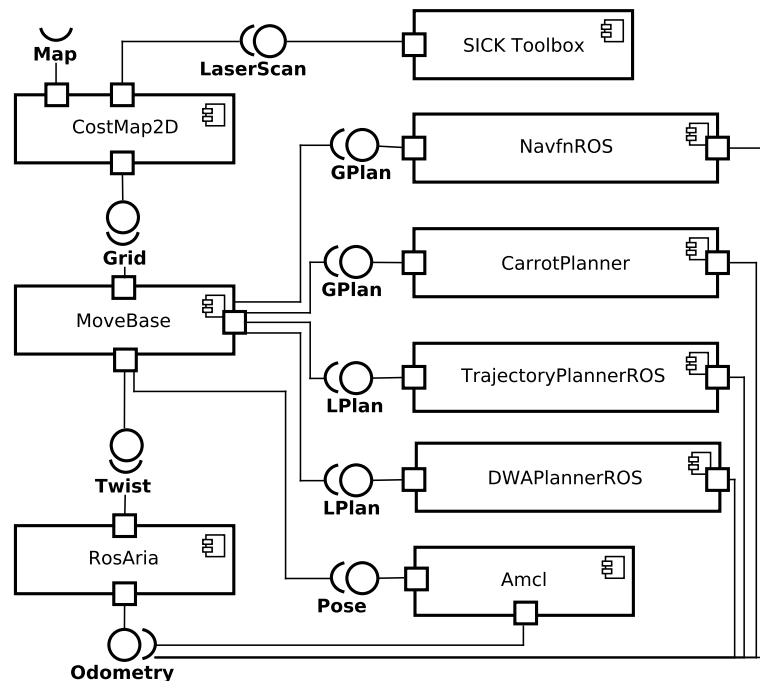 Map
LaserScan
SICK Toolbox
CostMap2D
NavfnROS
GPlan
Grid
CarrotPlanner
GPlan
MoveBase
TrajectoryPlannerROS
LPlan
DWAPlannerROS
Twist
LPlan
RosAria
Amcl
Pose
Odometry